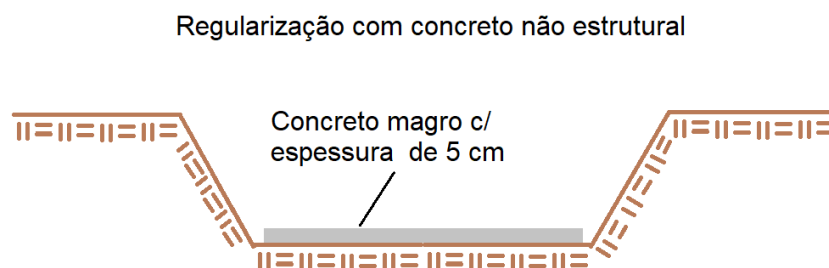 Regularização com concreto não estrutural
Concreto magro c/
espessura de 5 cm